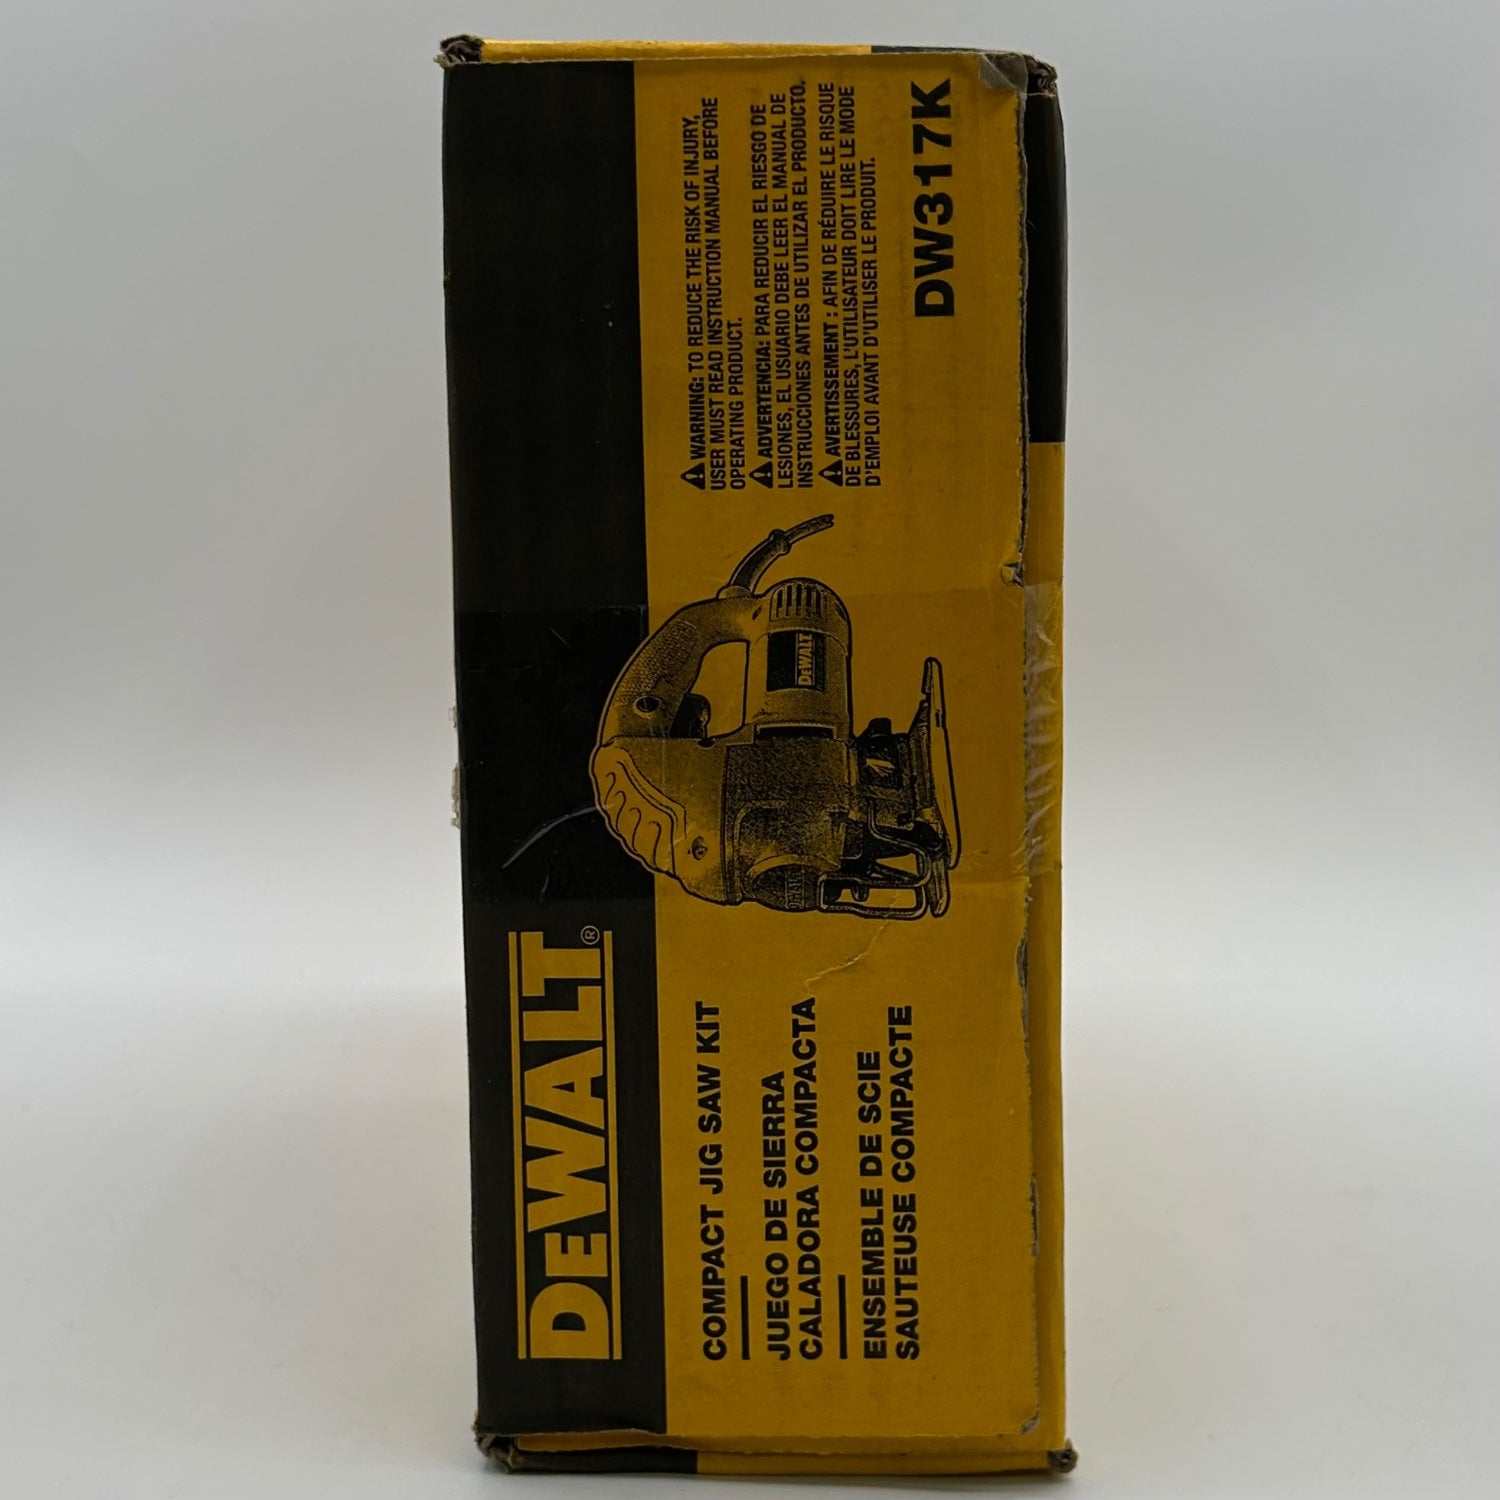 DEWALT®
COMPACT JIG SAW KIT
JUEGO DE SIERRA
CALADORA COMPACTA
ENSEMBLE DE SCIE
SAUTEUSE COMPACTE
DEWALT
DEWALT
⚠WARNING: TO REDUCE THE RISK OF INJURY,
USER MUST READ INSTRUCTION MANUAL BEFORE
OPERATING PRODUCT.
⚠ADVERTENCIA: PARA REDUCIR EL RIESGO DE
LESIONES, EL USUARIO DEBE LEER EL MANUAL DE
INSTRUCCIONES ANTES DE UTILIZAR EL PRODUCTO.
⚠AVERTISSEMENT : AFIN DE RÉDUIRE LE RISQUE
DE BLESSURES, L'UTILISATEUR DOIT LIRE LE MODE
D'EMPLOI AVANT D'UTILISER LE PRODUIT.
DW317K